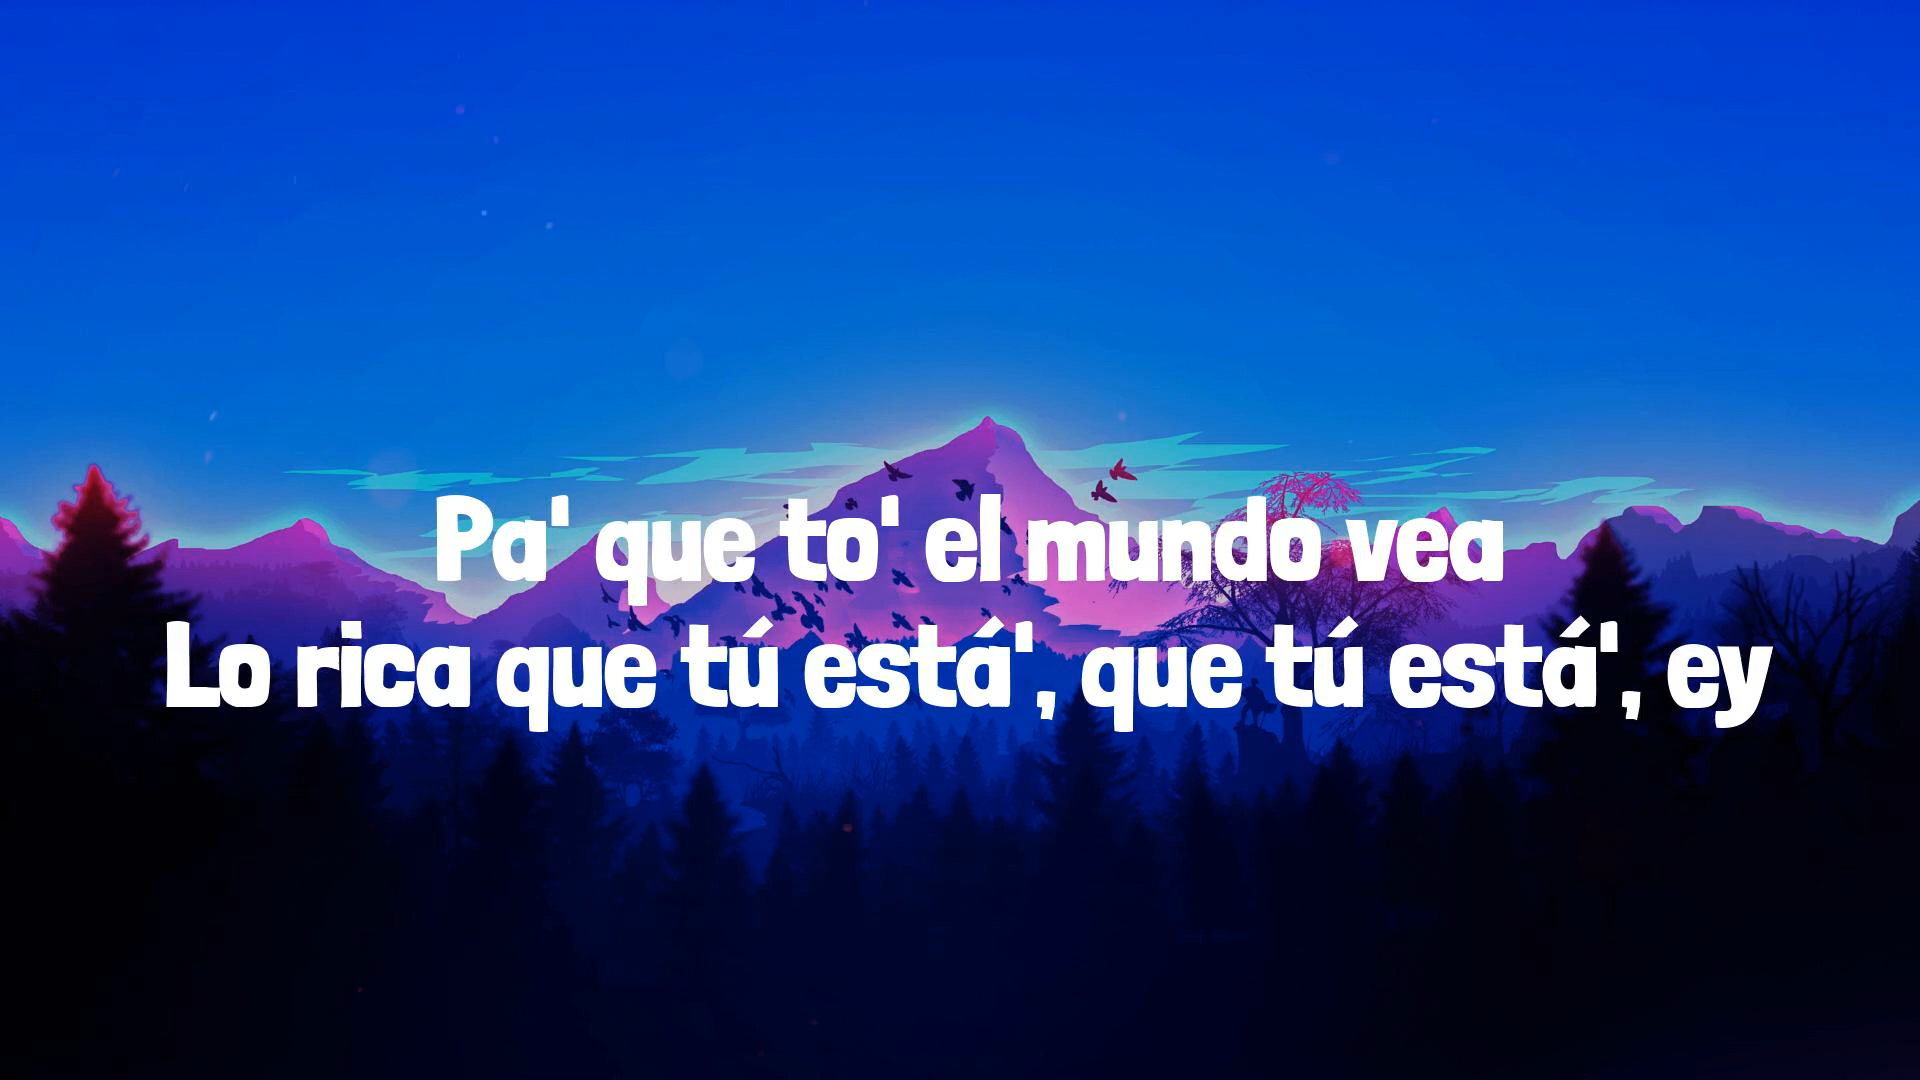 Pa' que to' el mundo vea
Lo rica que tú está', que tú está', ey